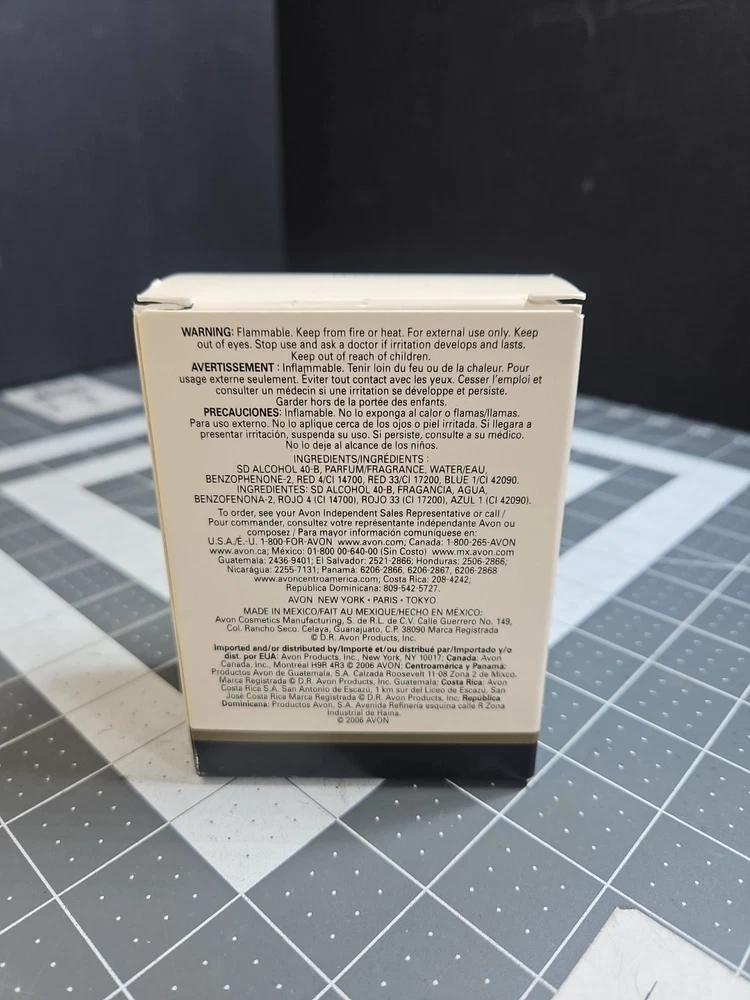 WARNING: Flammable. Keep from fire or heat. For external use only. Keep
out of eyes. Stop use and ask a doctor if irritation develops and lasts.
Keep out of reach of children.
AVERTISSEMENT : Inflammable. Tenir loin du feu ou de la chaleur. Pour
usage externe seulement. Éviter tout contact avec les yeux. Cesser l'emploi et
consulter un médecin si une irritation se développe et persiste.
Garder hors de la portée des enfants.
PRECAUCIONES: Inflamable. No lo exponga al calor o flamas/llamas.
Para uso externo. No lo aplique cerca de los ojos o piel irritada. Si llegara a
presentar irritación, suspenda su uso. Si persiste, consulte a su médico.
No lo deje al alcance de los niños.
INGREDIENTS/INGRÉDIENTS :
SD ALCOHOL 40-B, PARFUM/FRAGRANCE, WATER/EAU,
BENZOPHENONE-2, RED 4/CI 14700, RED 33/CI 17200, BLUE 1/CI 42090.
INGREDIENTES: SD ALCOHOL 40-B, FRAGANCIA, AGUA,
BENZOFENONA-2, ROJO 4 (CI 14700), ROJO 33 (CI 17200), AZUL 1 (CI 42090).
To order, see your Avon Independent Sales Representative or call /
Pour commander, consultez votre représentante indépendante Avon ou
composez / Para mayor información comuníquese en:
U.S.A./É.-U. 1-800-FOR-AVON www.avon.com; Canada: 1-800-265-AVON
www.avon.ca; México: 01-800 00-640-00 (Sin Costo) www.mx.avon.com
Guatemala: 2436-9401; El Salvador: 2521-2866; Honduras: 2506-2866;
Nicarágua: 2255-7131; Panamá: 6206-2866, 6206-2867, 6206-2868
www.avoncentroamerica.com; Costa Rica: 208-4242;
República Dominicana: 809-542-5727.
AVON NEW YORK • PARIS • TOKYO
MADE IN MEXICO/FAIT AU MEXIQUE/HECHO EN MÉXICO:
Avon Cosmetics Manufacturing, S. de R.L. de C.V. Calle Guerrero No. 149,
Col. Rancho Seco. Celaya, Guanajuato, C.P. 38090 Marca Registrada
© D.R. Avon Products, Inc.
Imported and/or distributed by/Importé et/ou distribué par/Importado y/o
dist. por EUA: Avon Products, Inc., New York, NY 10017; Canada: Avon
Canada, Inc., Montréal H9R 4R3 © 2006 AVON; Centroamérica y Panamá:
Productos Avon de Guatemala, S.A. Calzada Roosevelt 11-08 Zona 2 de Mixco.
Marca Registrada © D.R. Avon Products, Inc. Guatemala; Costa Rica: Avon
Costa Rica S.A. San Antonio de Escazú, 1 km sur del Liceo de Escazú, San
José Costa Rica Marca Registrada © D.R. Avon Products, Inc; República
Dominicana: Productos Avon, S.A. Avenida Refinería esquina calle R Zona
Industrial de Haina.
© 2006 AVON